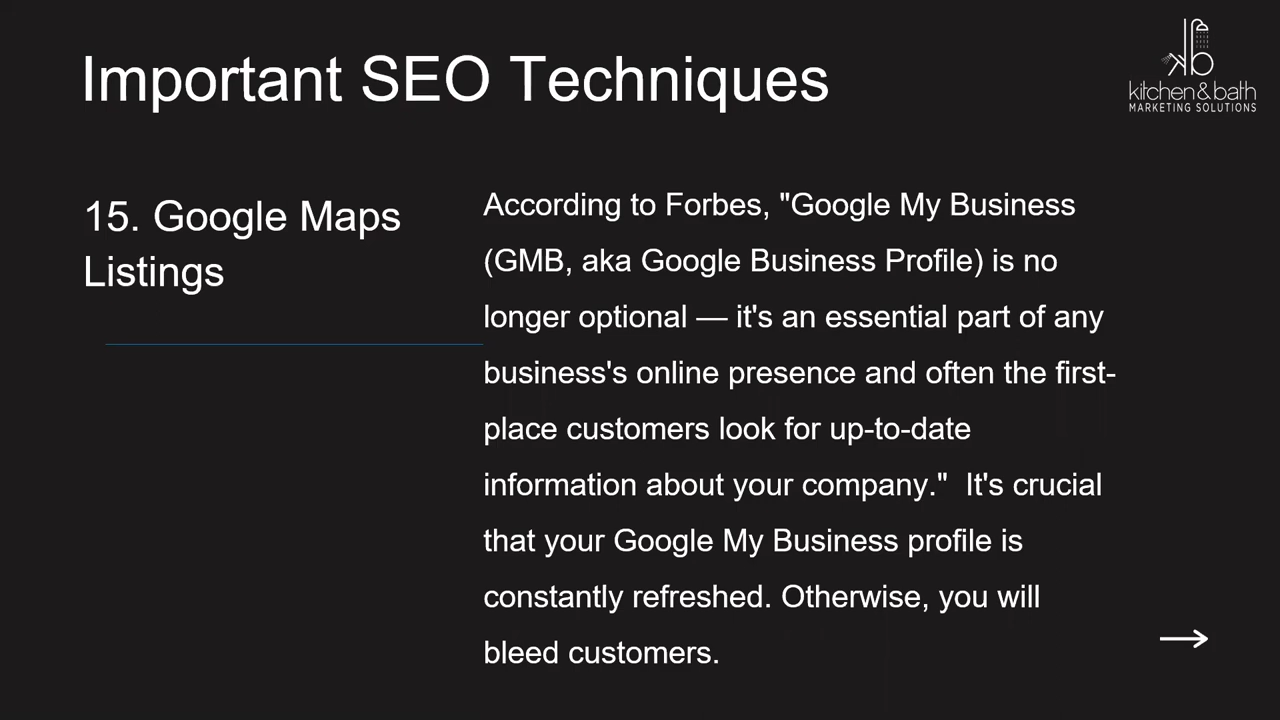 Important SEO Techniques
kb
kitchen & bath
MARKETING SOLUTIONS
15. Google Maps
Listings
According to Forbes, "Google My Business
(GMB, aka Google Business Profile) is no
longer optional — it's an essential part of any
business's online presence and often the first-
place customers look for up-to-date
information about your company."  It's crucial
that your Google My Business profile is
constantly refreshed. Otherwise, you will
bleed customers.